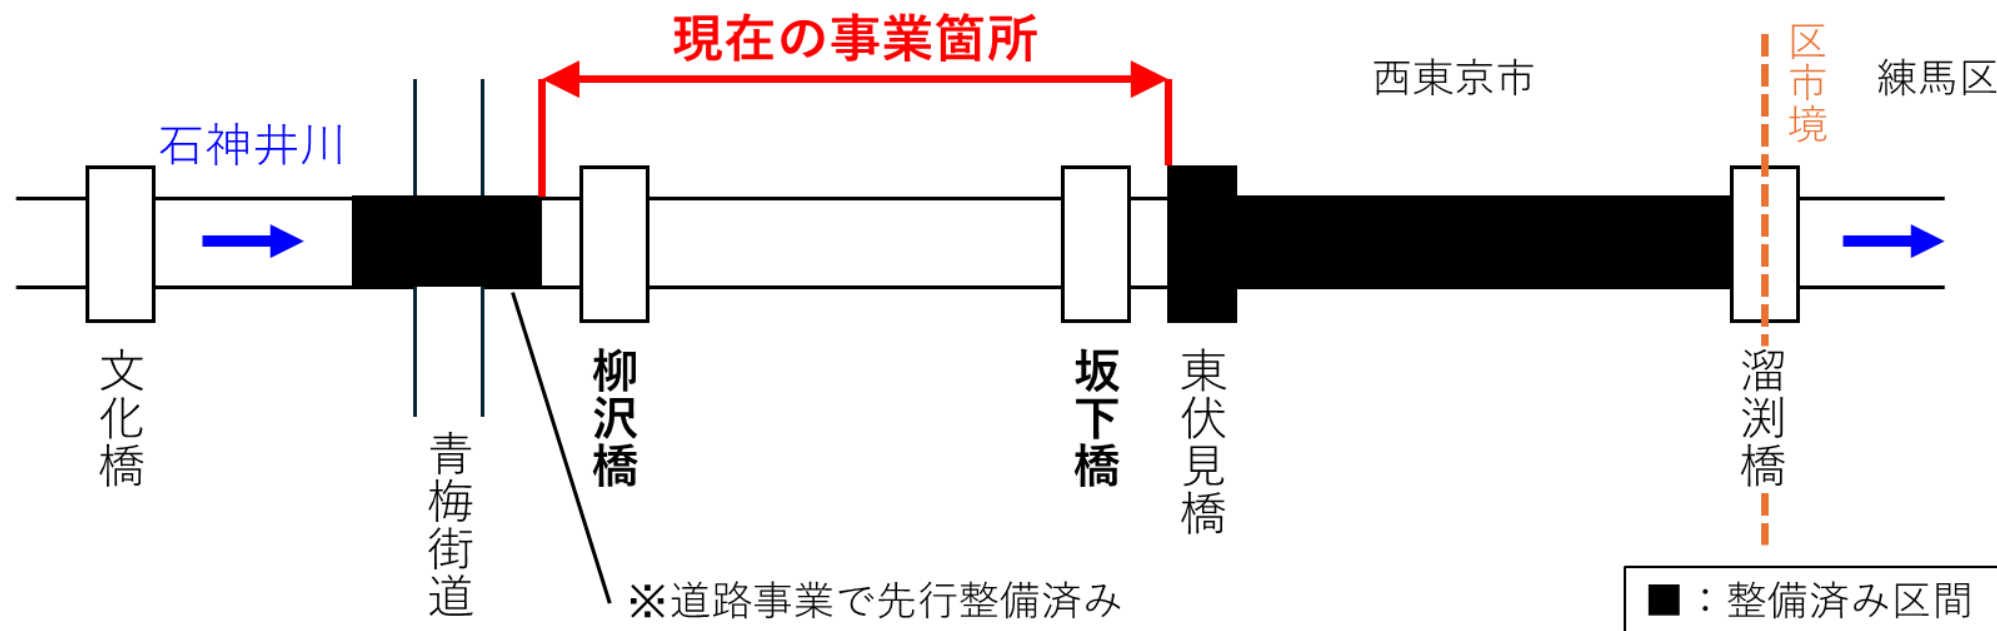 現在の事業箇所
西東京市
区市境
練馬区
石神井川
文化橋
青梅街道
柳沢橋
坂下橋
東伏見橋
溜渕橋
※道路事業で先行整備済み
■：整備済み区間